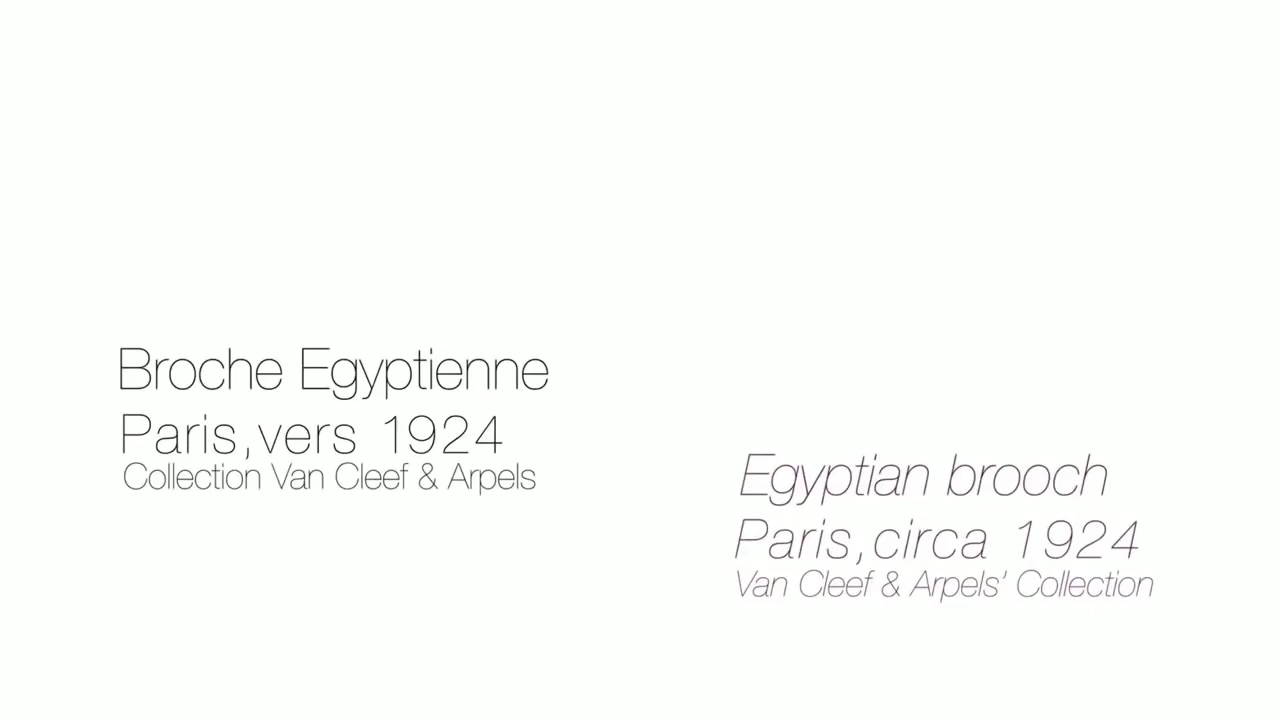 Broche Egyptienne
Paris,vers 1924
Collection Van Cleef & Arpels
Egyptian brooch
Paris,circa 1924
Van Cleef & Arpels' Collection